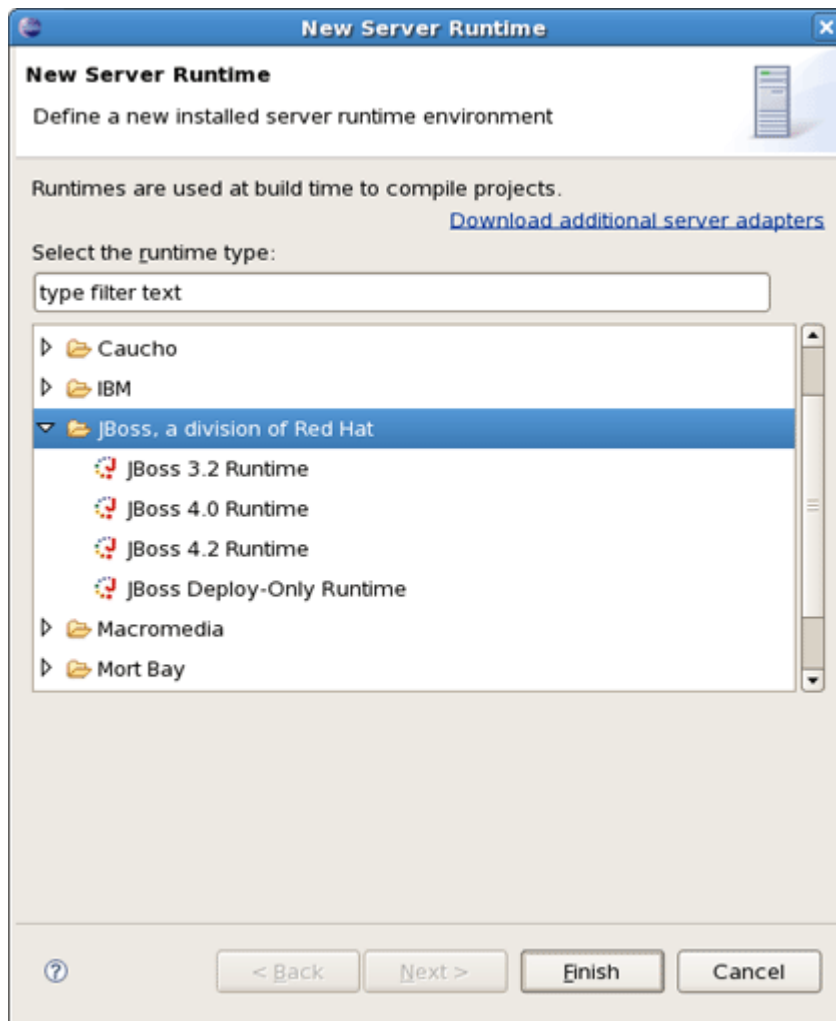 New Server Runtime
New Server Runtime
Define a new installed server runtime environment
Runtimes are used at build time to compile projects.
Download additional server adapters
Select the runtime type:
type filter text
Caucho
IBM
JBoss, a division of Red Hat
JBoss 3.2 Runtime
JBoss 4.0 Runtime
JBoss 4.2 Runtime
JBoss Deploy-Only Runtime
Macromedia
Mort Bay
< Back Next > Finish Cancel